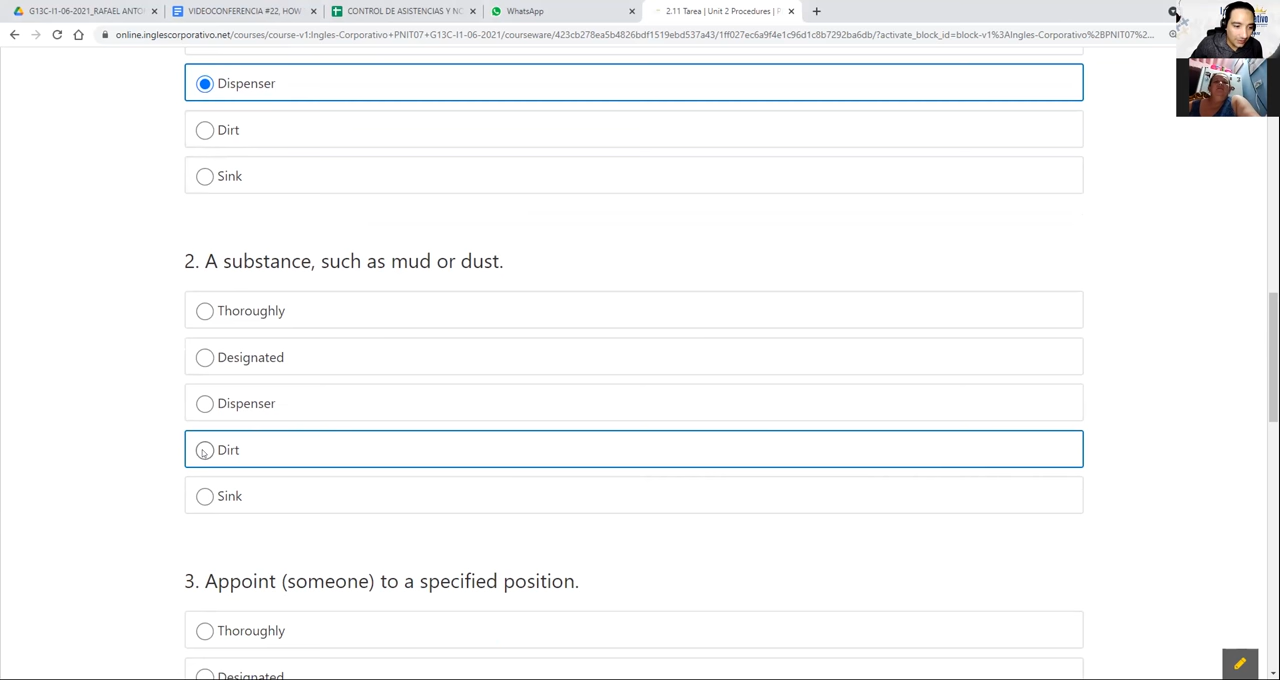 G13C-I1-06-2021_RAFAEL ANTO
VIDEOCONFERENCIA #22, HOW
CONTROL DE ASISTENCIAS Y NO
WhatsApp
2.11 Tarea | Unit 2 Procedures | P
online.inglescorporativo.net/courses/course-v1:Ingles-Corporativo+PNIT07+G13C-I1-06-2021/courseware/423cb278ea5b4826bdf1519ebd537a43/1ff027ec6a9f4e1c96d1c8b7292ba6db/?activate_block_id=block-v1%3AIngles-Corporativo%2BPNIT07%2...
Dispenser
Dirt
Sink
2. A substance, such as mud or dust.
Thoroughly
Designated
Dispenser
Dirt
Sink
3. Appoint (someone) to a specified position.
Thoroughly
Designated